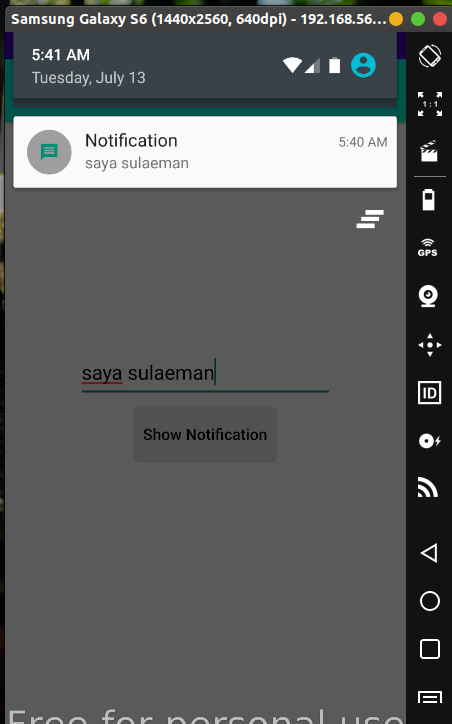 Samsung Galaxy S6 (1440x2560, 640dpi) - 192.168.56...
5:41 AM
Tuesday, July 13
1:1
Notification
5:40 AM
saya sulaeman
GPS
saya sulaeman
ID
Show Notification
Free for personal use